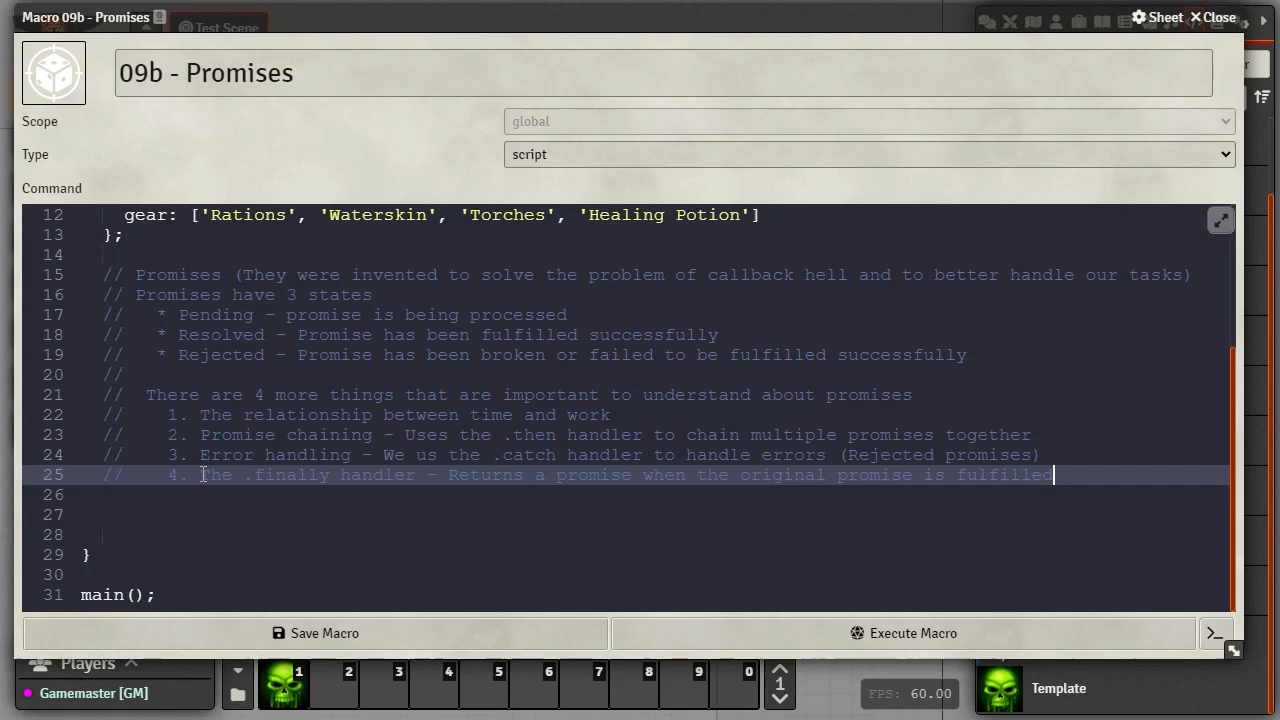 Macro 09b - Promises
Test Scene
Sheet
Close
09b - Promises
Scope
global
Type
script
Command
12 gear: ['Rations', 'Waterskin', 'Torches', 'Healing Potion']
13 };
14
15 // Promises (They were invented to solve the problem of callback hell and to better handle our tasks)
16 // Promises have 3 states
17 // * Pending - promise is being processed
18 // * Resolved - Promise has been fulfilled successfully
19 // * Rejected - Promise has been broken or failed to be fulfilled successfully
20 //
21 // There are 4 more things that are important to understand about promises
22 // 1. The relationship between time and work
23 // 2. Promise chaining - Uses the .then handler to chain multiple promises together
24 // 3. Error handling - We us the .catch handler to handle errors (Rejected promises)
25 // 4. The .finally handler - Returns a promise when the original promise is fulfilled
26
27
28
29 }
30
31 main();
Save Macro
Execute Macro
Players
Gamemaster [GM]
1 2 3 4 5 6 7 8 9 0
1
FPS: 60.00
Template